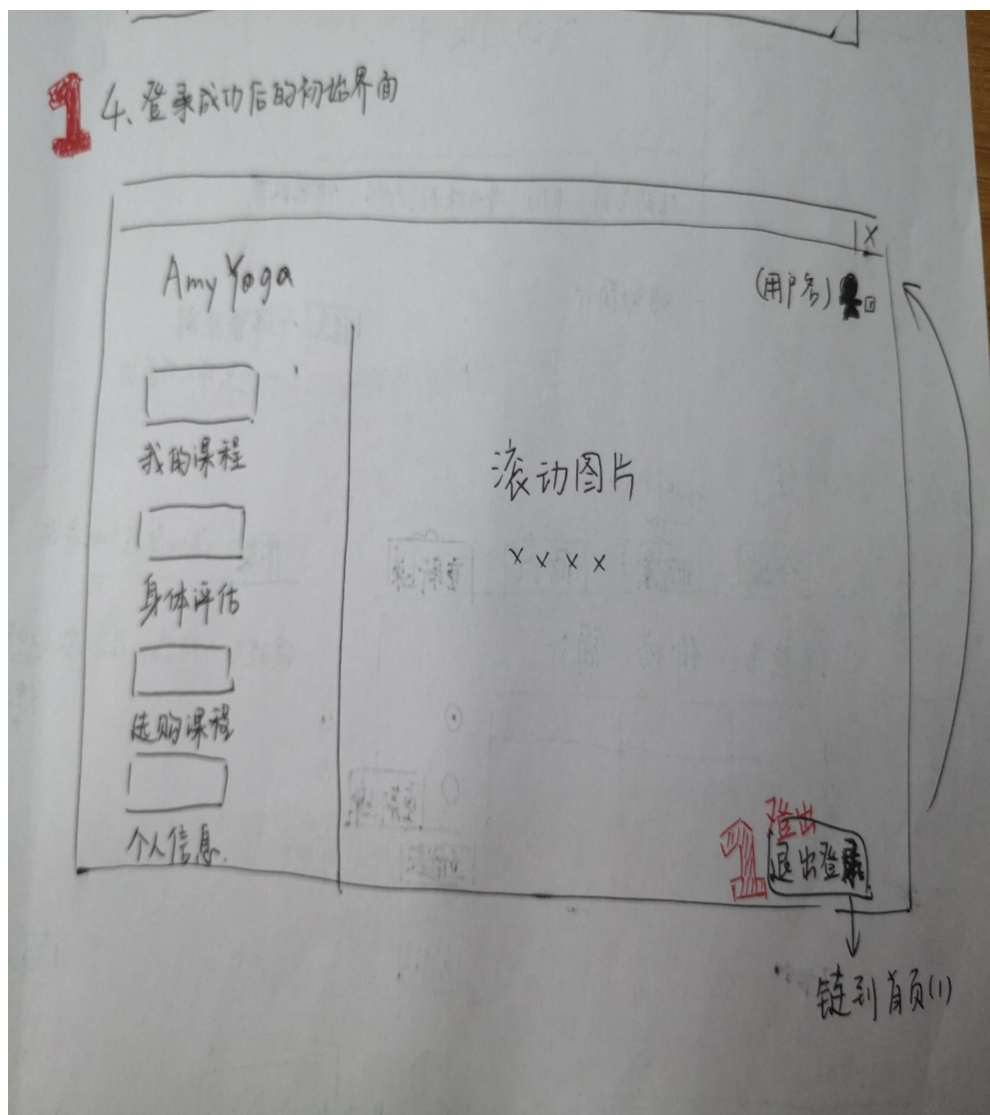 1 4、登录成功后的初始界面
X
Amy Yoga
(用户名)
我的课程
滚动图片
x x x x
身体评估
选购课程
个人信息.
1 登出
退出登录
链到首页(1)